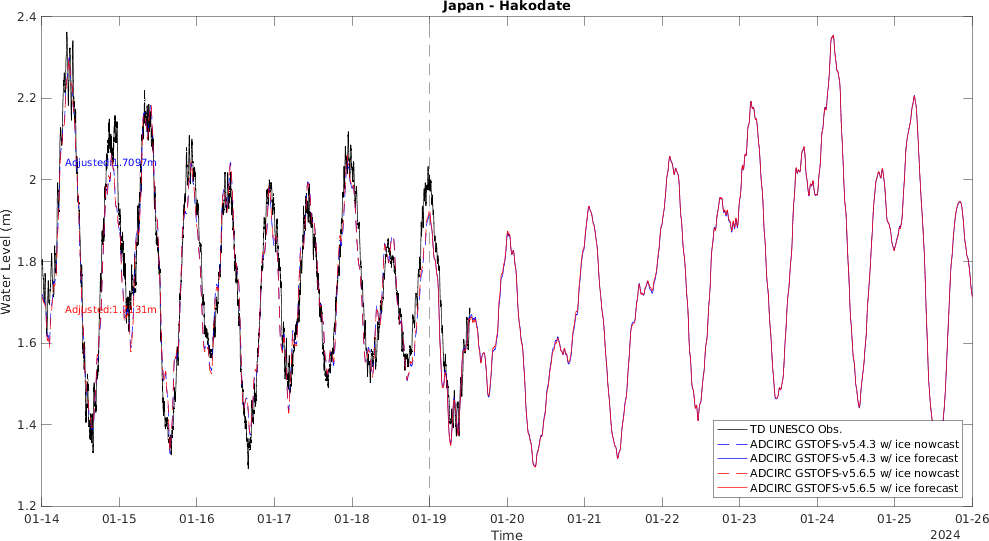 Japan - Hakodate
Water Level (m)
2.4
2.2
2
1.8
1.6
1.4
1.2
Adjusted:1.7097m
01-14
01-15
01-16
01-17
01-18
01-19
01-20
01-21
01-22
01-23
01-24
01-25
01-26
Time
2024
TD UNESCO Obs.
ADCIRC GSTOFS-v5.4.3 w/ ice nowcast
ADCIRC GSTOFS-v5.4.3 w/ ice forecast
ADCIRC GSTOFS-v5.6.5 w/ ice nowcast
ADCIRC GSTOFS-v5.6.5 w/ ice forecast